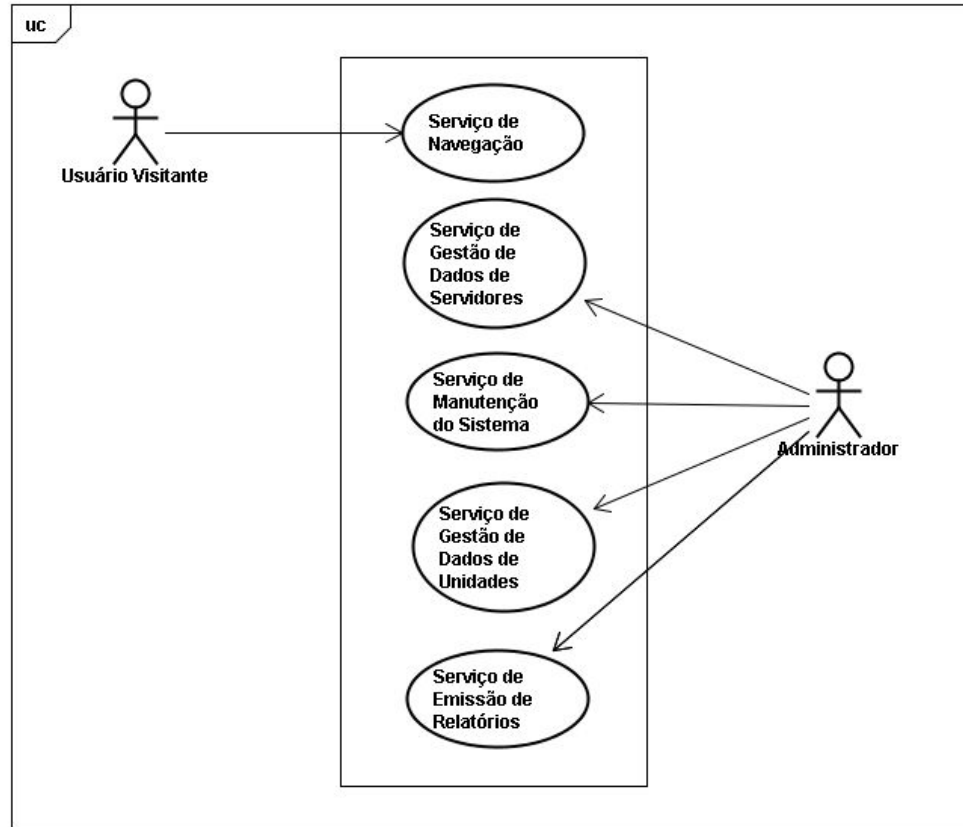 uc
Usuário Visitante
Serviço de
Navegação
Serviço de
Gestão de
Dados de
Servidores
Serviço de
Manutenção
do Sistema
Administrador
Serviço de
Gestão de
Dados de
Unidades
Serviço de
Emissão de
Relatórios